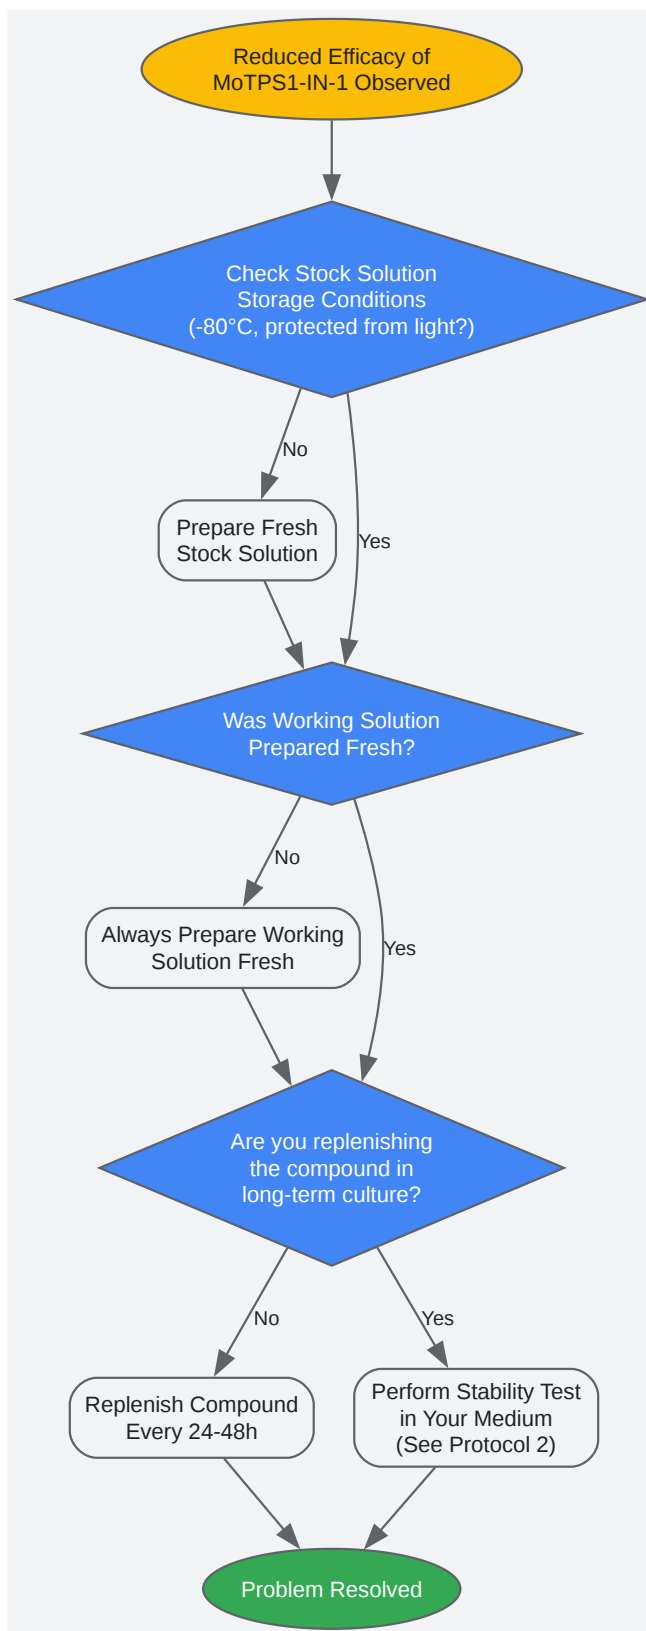 Reduced Efficacy of
MoTPS1-IN-1 Observed
Check Stock Solution
Storage Conditions
(-80°C, protected from light?)
No
Prepare Fresh
Stock Solution
Yes
Was Working Solution
Prepared Fresh?
No
Always Prepare Working
Solution Fresh
Yes
Are you replenishing
the compound in
long-term culture?
No
Yes
Replenish Compound
Every 24-48h
Perform Stability Test
in Your Medium
(See Protocol 2)
Problem Resolved